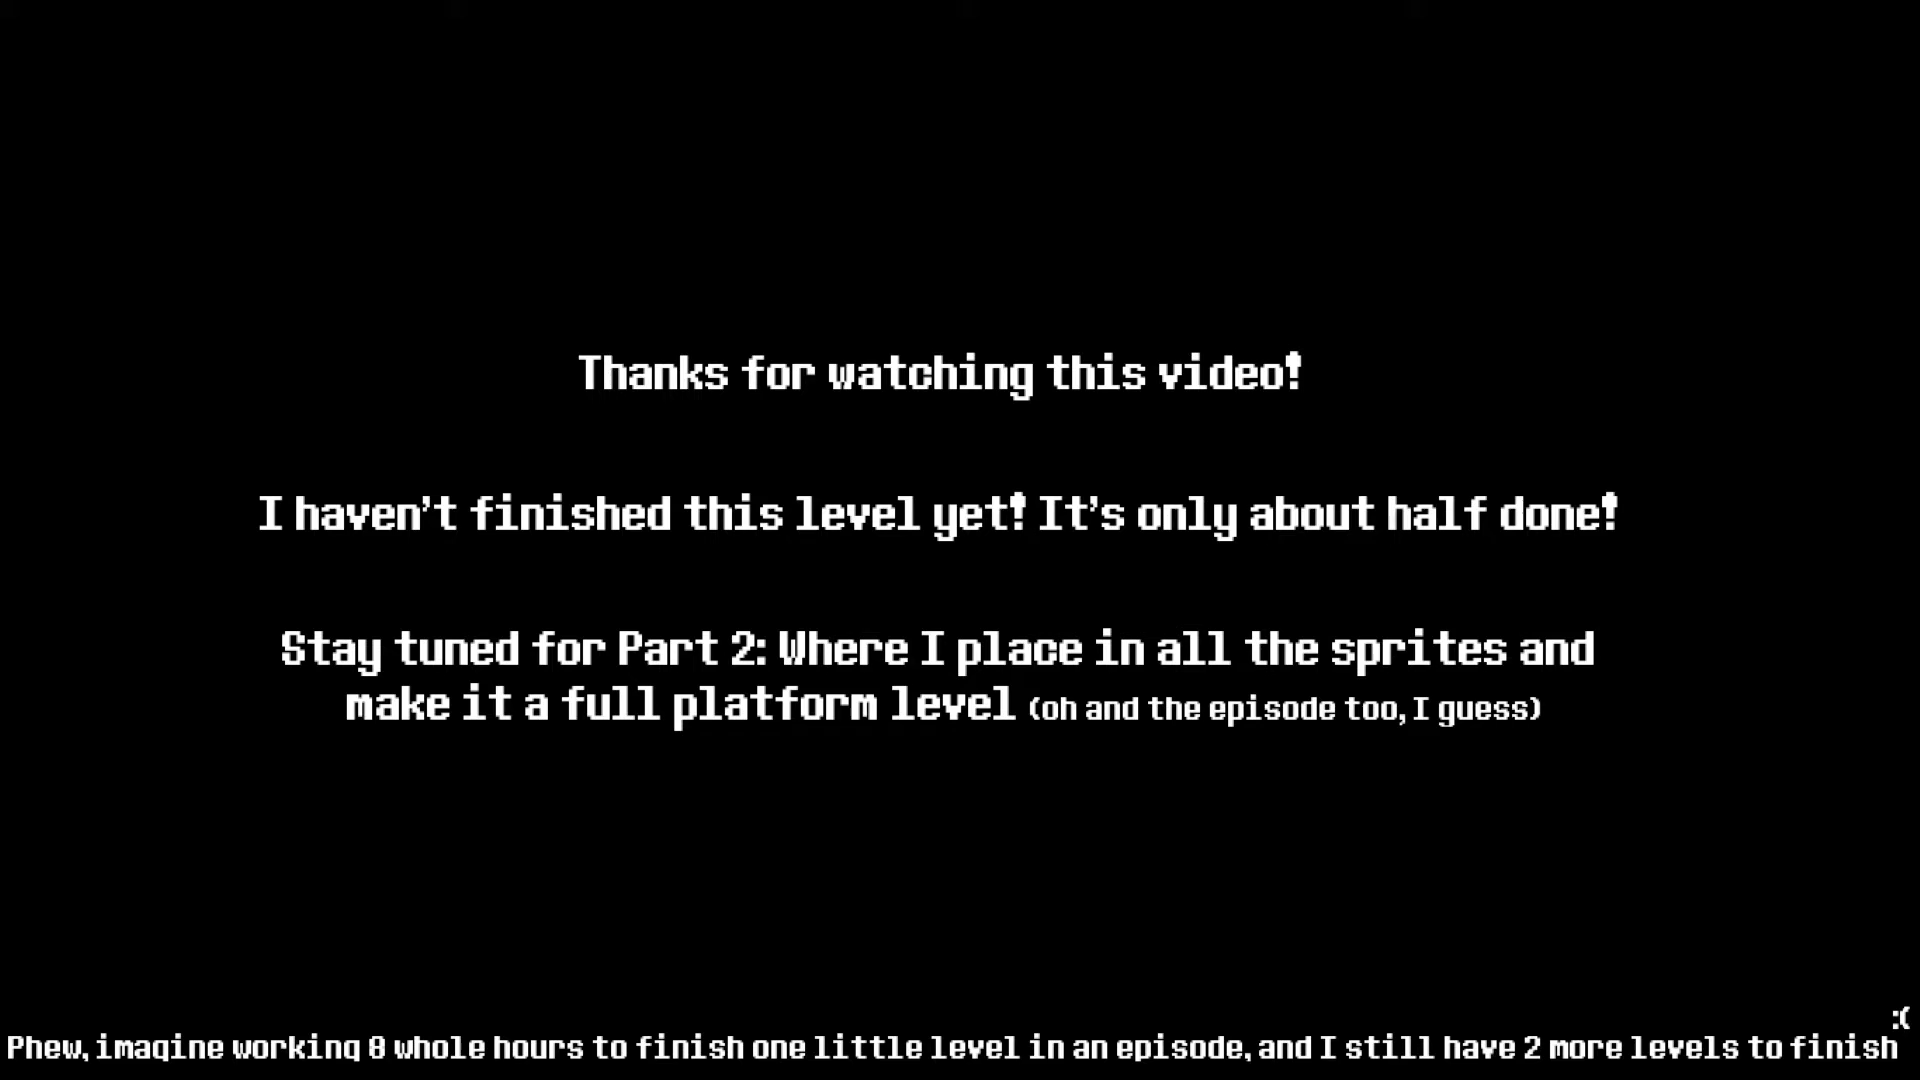 Thanks for watching this video!
I haven't finished this level yet! It's only about half done!
Stay tuned for Part 2: Where I place in all the sprites and
make it a full platform level (oh and the episode too, I guess)
:(
Phew, imagine working 8 whole hours to finish one little level in an episode, and I still have 2 more levels to finish